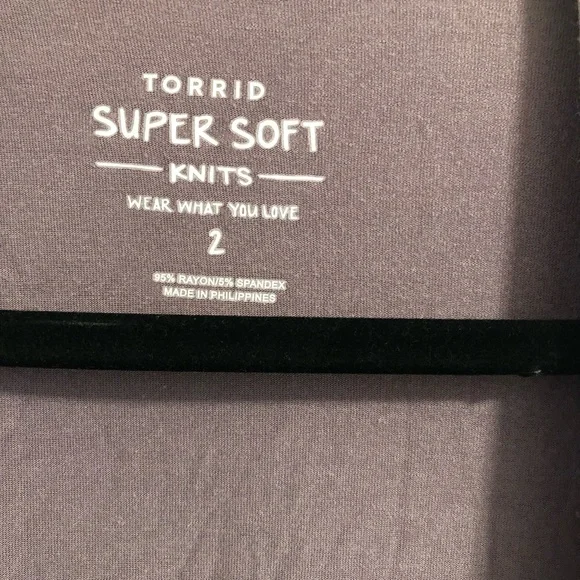 TORRID
SUPER SOFT
KNITS
WEAR WHAT YOU LOVE
2
95% RAYON/5% SPANDEX
MADE IN PHILIPPINES